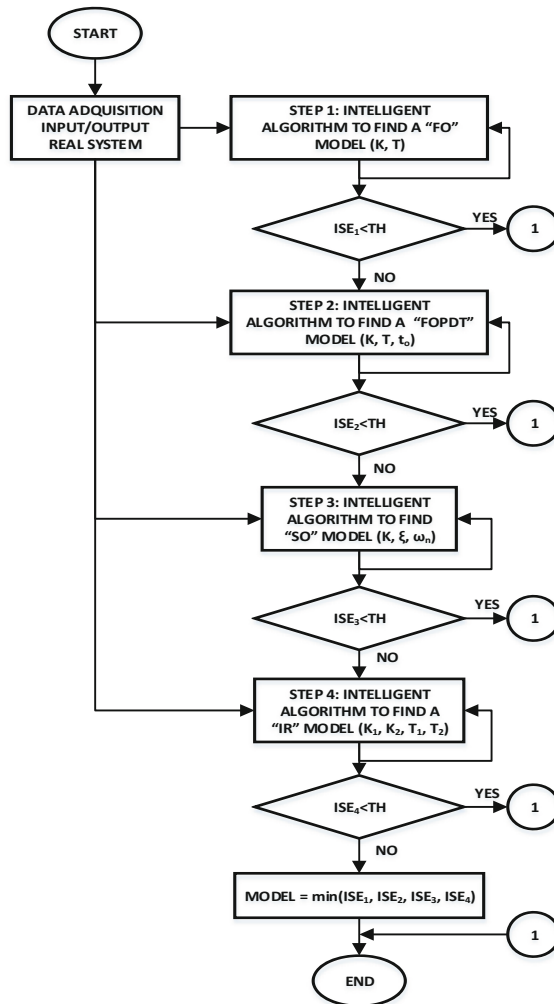 START
DATA ADQUISITION
INPUT/OUTPUT
REAL SYSTEM
STEP 1: INTELLIGENT
ALGORITHM TO FIND A “FO”
MODEL (K, T)
ISE₁<TH
YES
1
NO
STEP 2: INTELLIGENT
ALGORITHM TO FIND A “FOPDT”
MODEL (K, T, tₒ)
ISE₂<TH
YES
1
NO
STEP 3: INTELLIGENT
ALGORITHM TO FIND
“SO” MODEL (K, ξ, ωₙ)
ISE₃<TH
YES
1
NO
STEP 4: INTELLIGENT
ALGORITHM TO FIND A
“IR” MODEL (K₁, K₂, T₁, T₂)
ISE₄<TH
YES
1
NO
MODEL = min(ISE₁, ISE₂, ISE₃, ISE₄)
1
END